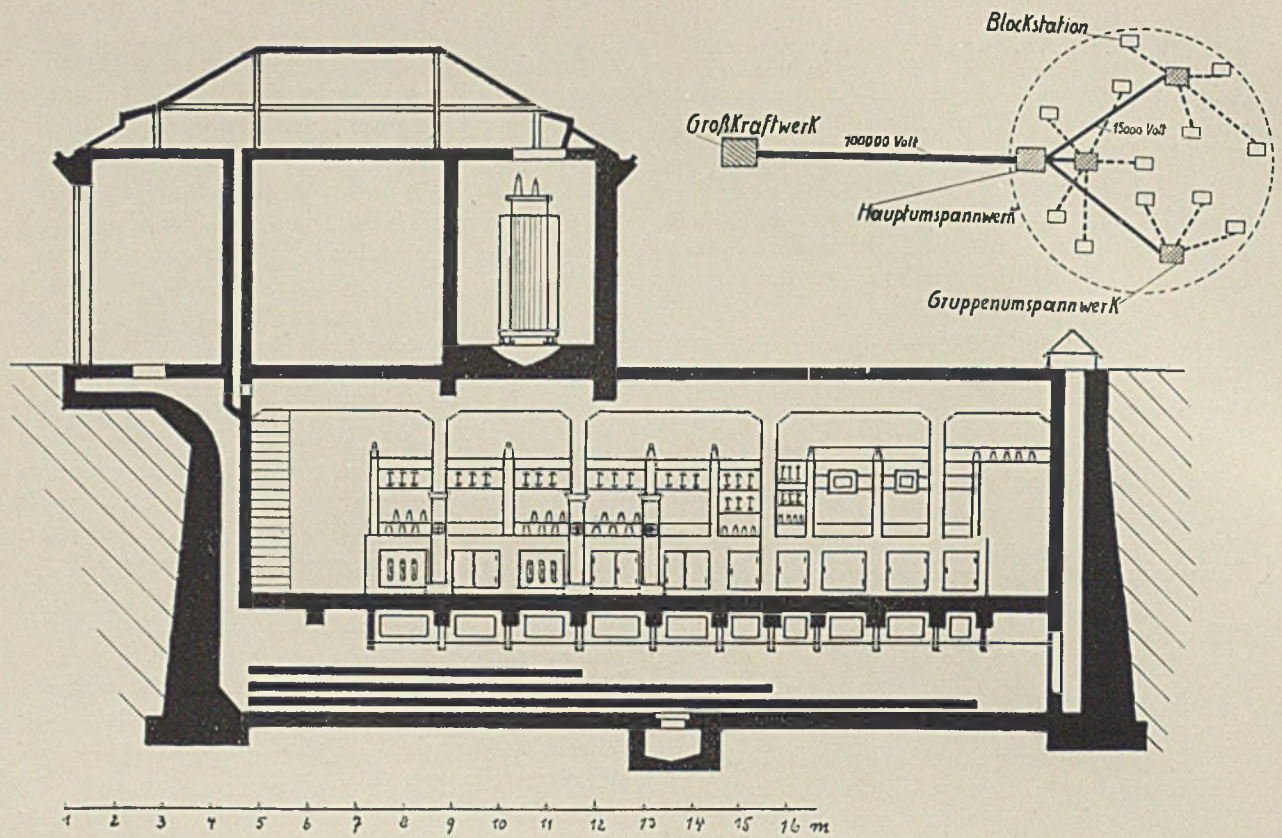 Blockstation
Großkraftwerk
100000 Volt
15000 Volt
Hauptumspannwerk
Gruppenumspannwerk
1 2 3 4 5 6 7 8 9 10 11 12 13 14 15 16 m